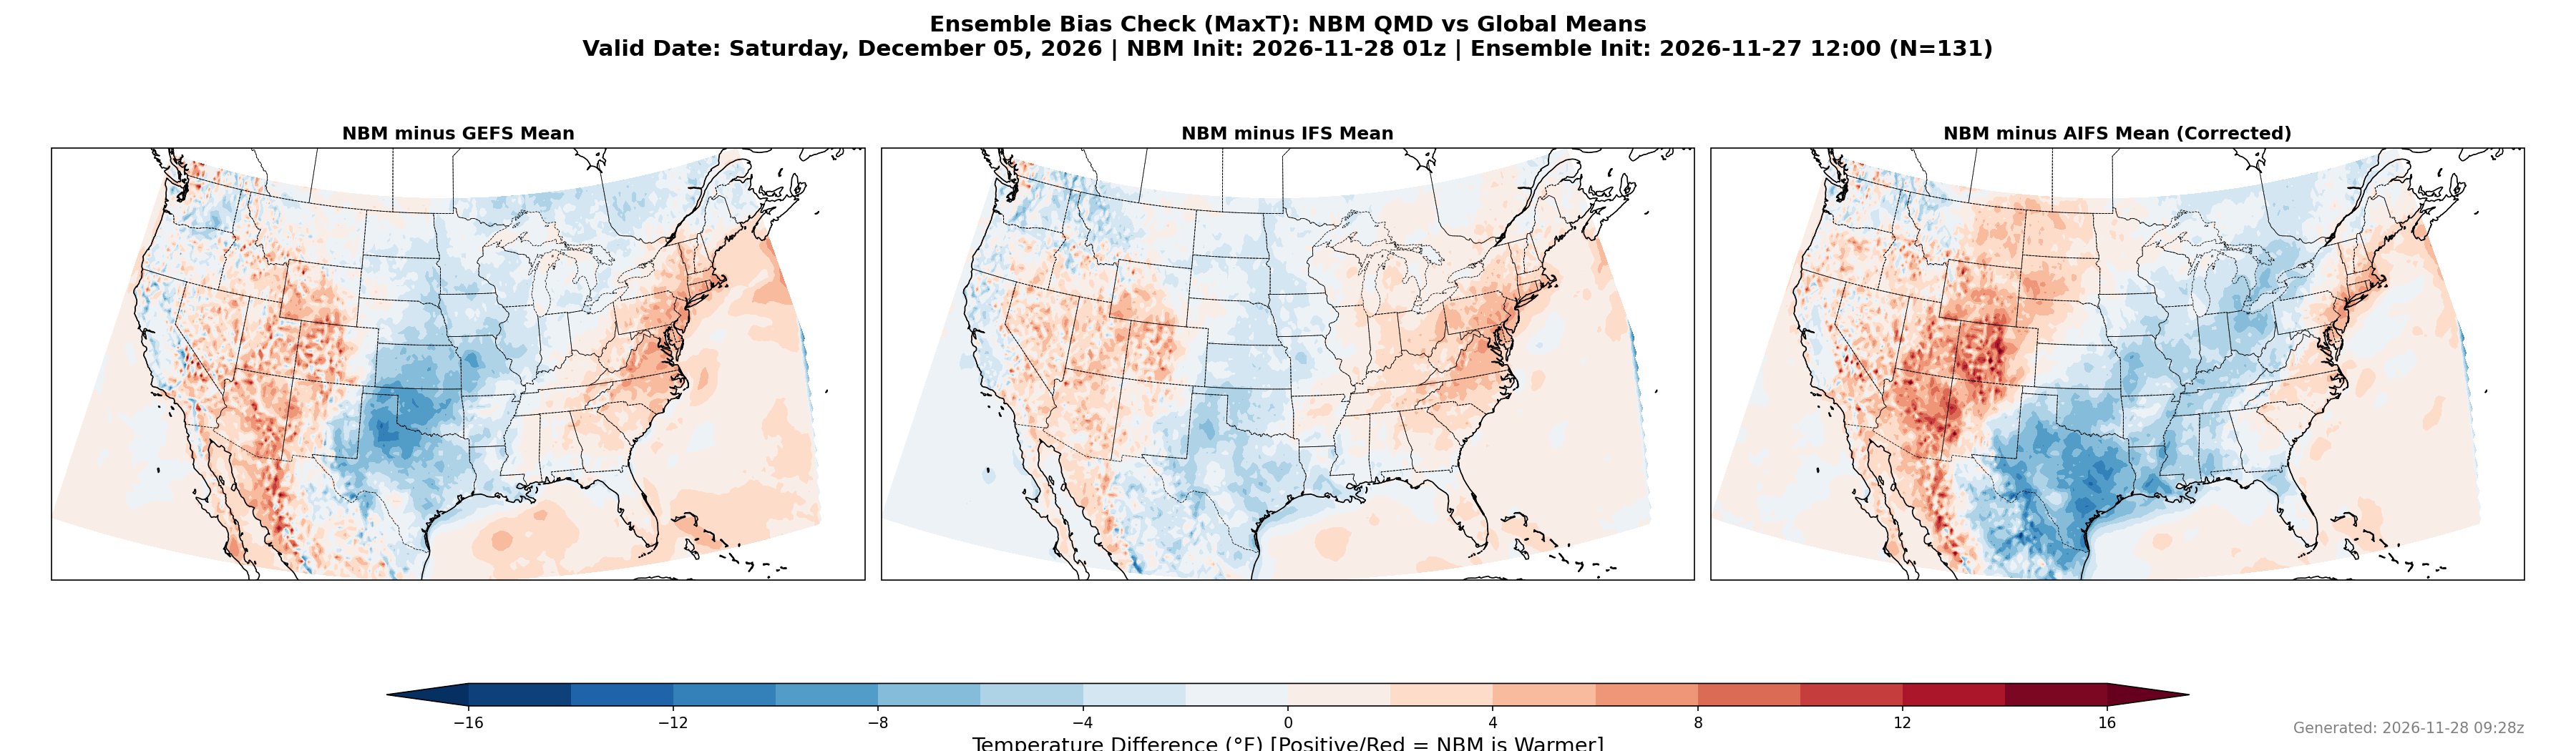 Ensemble Bias Check (MaxT): NBM QMD vs Global Means
Valid Date: Saturday, December 05, 2026 | NBM Init: 2026-11-28 01z | Ensemble Init: 2026-11-27 12:00 (N=131)
NBM minus GEFS Mean
NBM minus IFS Mean
NBM minus AIFS Mean (Corrected)
−16 −12 −8 −4 0 4 8 12 16
Temperature Difference (°F) [Positive/Red = NBM is Warmer]
Generated: 2026-11-28 09:28z